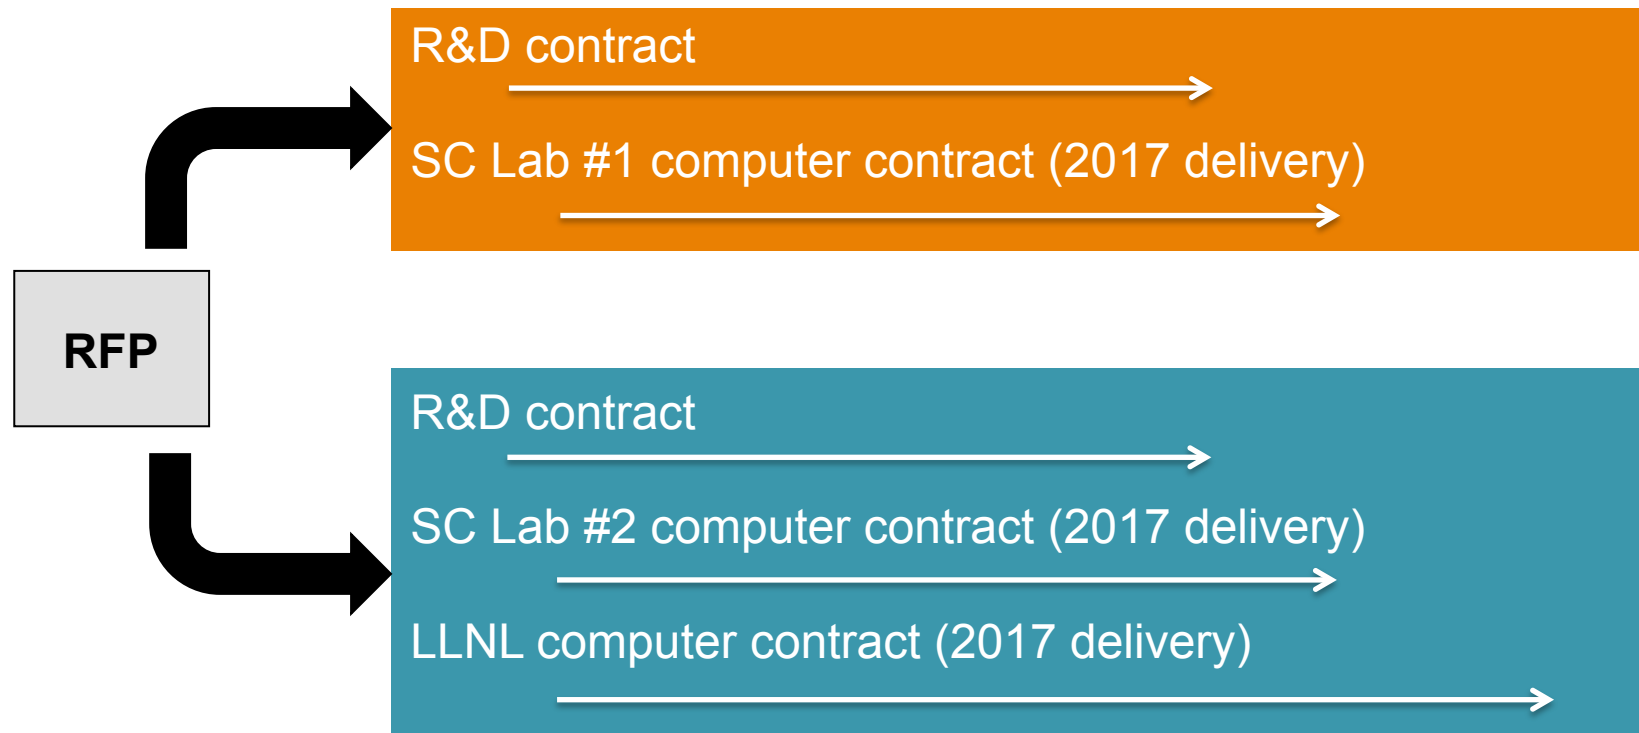 R&D contract
SC Lab #1 computer contract (2017 delivery)
RFP
R&D contract
SC Lab #2 computer contract (2017 delivery)
LLNL computer contract (2017 delivery)